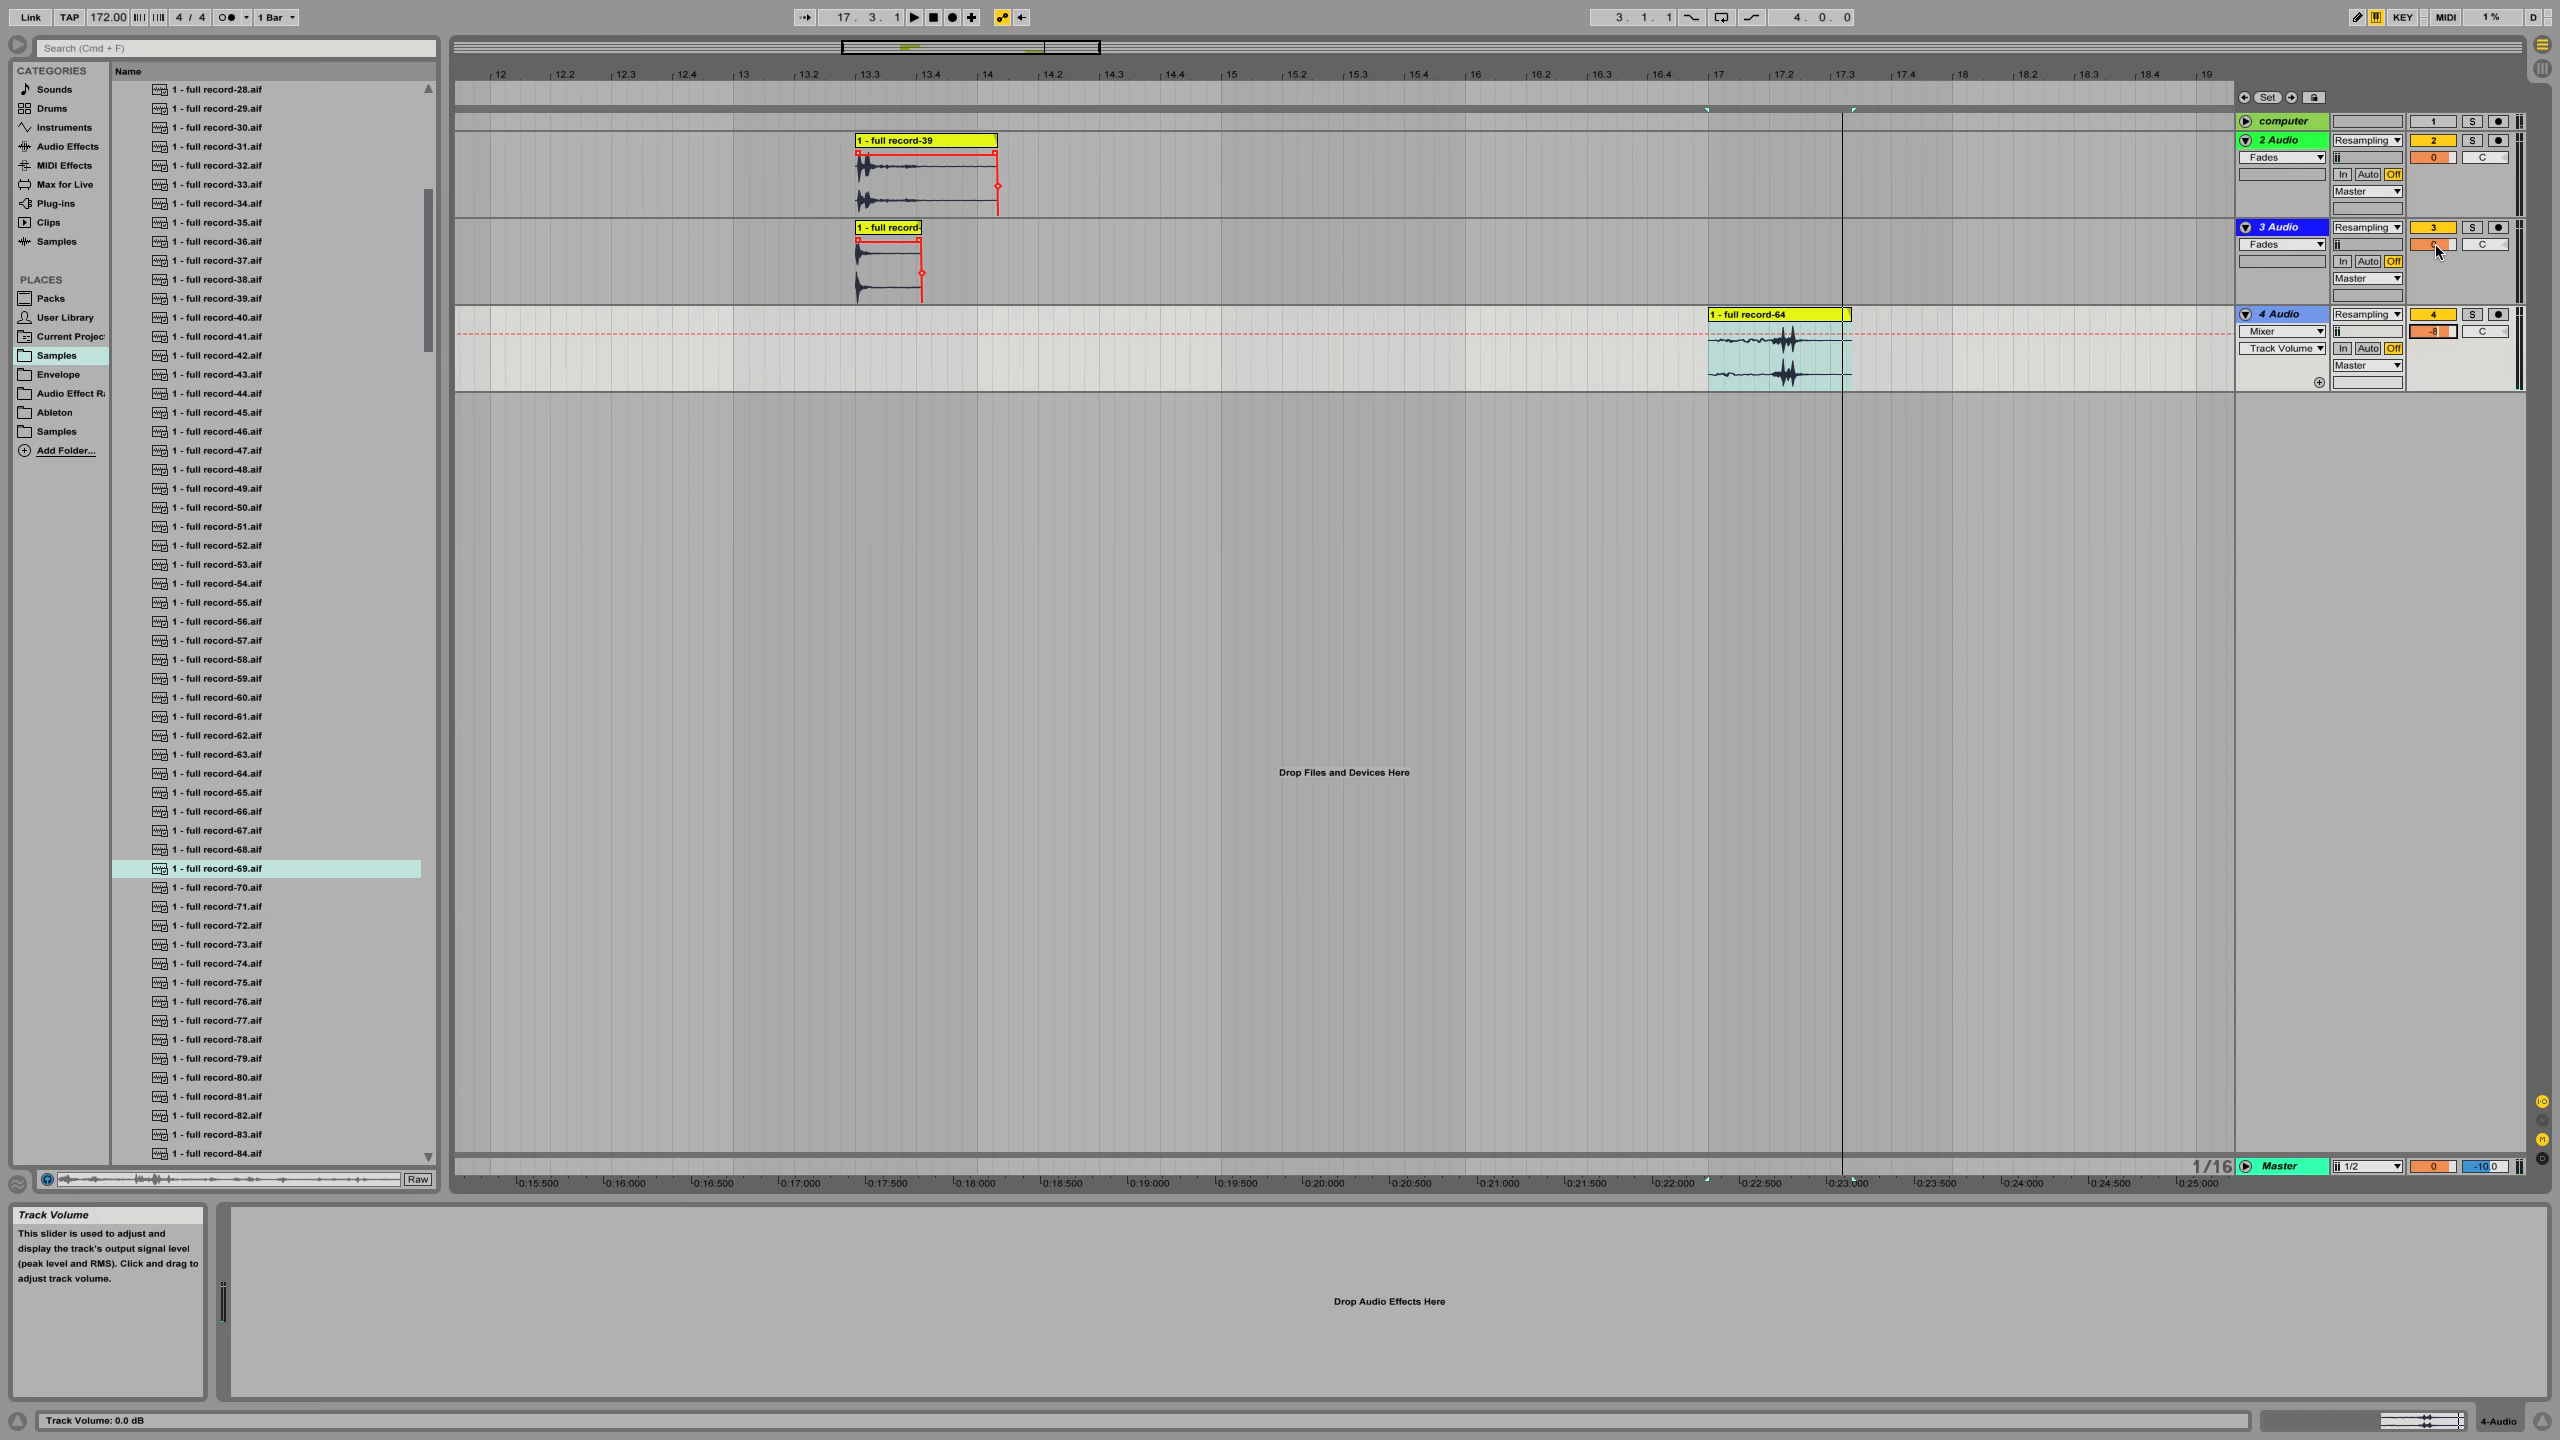 Link TAP 172.00 4 / 4 1 Bar 17 . 3 . 1 3 . 1 . 1 4 . 0 . 0 KEY MIDI 1 % D
Search (Cmd + F)
CATEGORIES
Sounds
Drums
Instruments
Audio Effects
MIDI Effects
Max for Live
Plug-ins
Clips
Samples
PLACES
Packs
User Library
Current Projec
Samples
Envelope
Audio Effect Ra
Ableton
Samples
Add Folder...
Name
1 - full record-28.aif
1 - full record-29.aif
1 - full record-30.aif
1 - full record-31.aif
1 - full record-32.aif
1 - full record-33.aif
1 - full record-34.aif
1 - full record-35.aif
1 - full record-36.aif
1 - full record-37.aif
1 - full record-38.aif
1 - full record-39.aif
1 - full record-40.aif
1 - full record-41.aif
1 - full record-42.aif
1 - full record-43.aif
1 - full record-44.aif
1 - full record-45.aif
1 - full record-46.aif
1 - full record-47.aif
1 - full record-48.aif
1 - full record-49.aif
1 - full record-50.aif
1 - full record-51.aif
1 - full record-52.aif
1 - full record-53.aif
1 - full record-54.aif
1 - full record-55.aif
1 - full record-56.aif
1 - full record-57.aif
1 - full record-58.aif
1 - full record-59.aif
1 - full record-60.aif
1 - full record-61.aif
1 - full record-62.aif
1 - full record-63.aif
1 - full record-64.aif
1 - full record-65.aif
1 - full record-66.aif
1 - full record-67.aif
1 - full record-68.aif
1 - full record-69.aif
1 - full record-70.aif
1 - full record-71.aif
1 - full record-72.aif
1 - full record-73.aif
1 - full record-74.aif
1 - full record-75.aif
1 - full record-76.aif
1 - full record-77.aif
1 - full record-78.aif
1 - full record-79.aif
1 - full record-80.aif
1 - full record-81.aif
1 - full record-82.aif
1 - full record-83.aif
1 - full record-84.aif
Raw
12 12.2 12.3 12.4 13 13.2 13.3 13.4 14 14.2 14.3 14.4 15 15.2 15.3 15.4 16 16.2 16.3 16.4 17 17.2 17.3 17.4 18 18.2 18.3 18.4 19
Set
computer 1 S
1 - full record-39
2 Audio Resampling 2 S
Fades 0 C
In Auto Off
Master
1 - full record-
3 Audio Resampling 3 S
Fades C
In Auto Off
Master
1 - full record-64
4 Audio Resampling 4 S
Mixer -8 C
Track Volume In Auto Off
Master
Drop Files and Devices Here
1/16 Master 1/2 0 -10.0
0:15:500 0:16:000 0:16:500 0:17:000 0:17:500 0:18:000 0:18:500 0:19:000 0:19:500 0:20:000 0:20:500 0:21:000 0:21:500 0:22:000 0:22:500 0:23:000 0:23:500 0:24:000 0:24:500 0:25:000
Track Volume
This slider is used to adjust and
display the track's output signal level
(peak level and RMS). Click and drag to
adjust track volume.
Drop Audio Effects Here
Track Volume: 0.0 dB
4-Audio